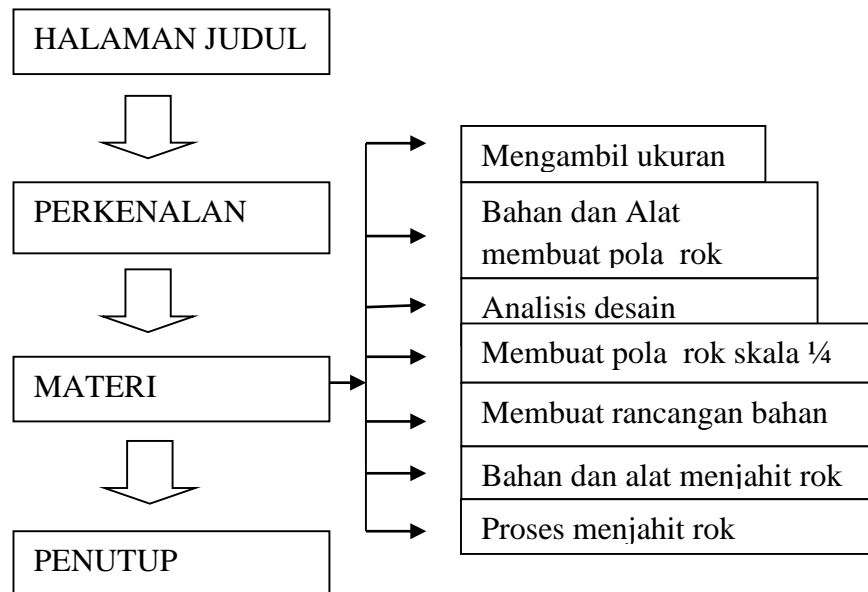 HALAMAN JUDUL
PERKENALAN
MATERI
PENUTUP
Mengambil ukuran
Bahan dan Alat
membuat pola rok
Analisis desain
Membuat pola rok skala ¼
Membuat rancangan bahan
Bahan dan alat menjahit rok
Proses menjahit rok